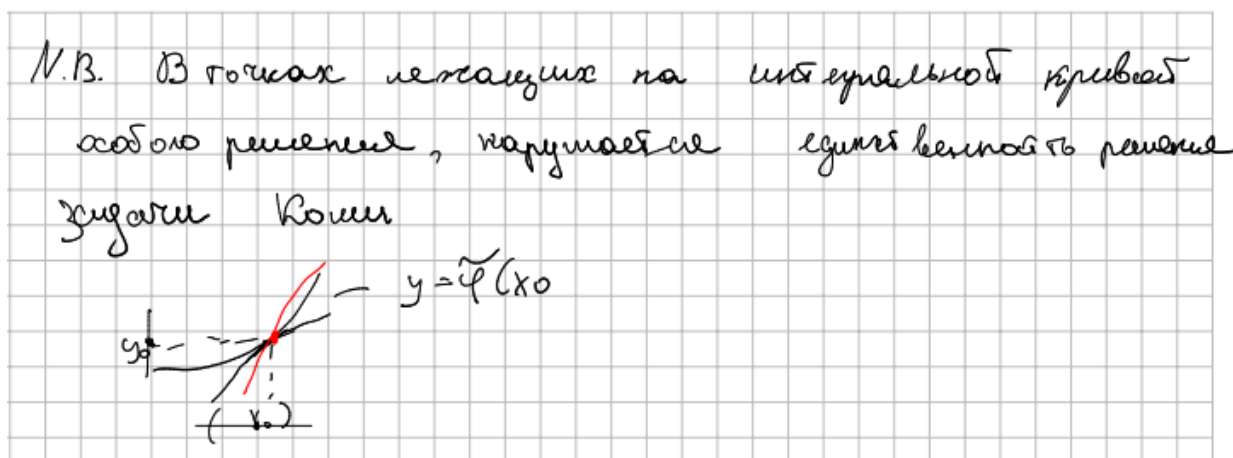 N.B. В точках лежащих на интегральной кривой
особого решения, нарушается единственность решения
задачи Коши
y = φ̃(x0
y0
( x₀ )